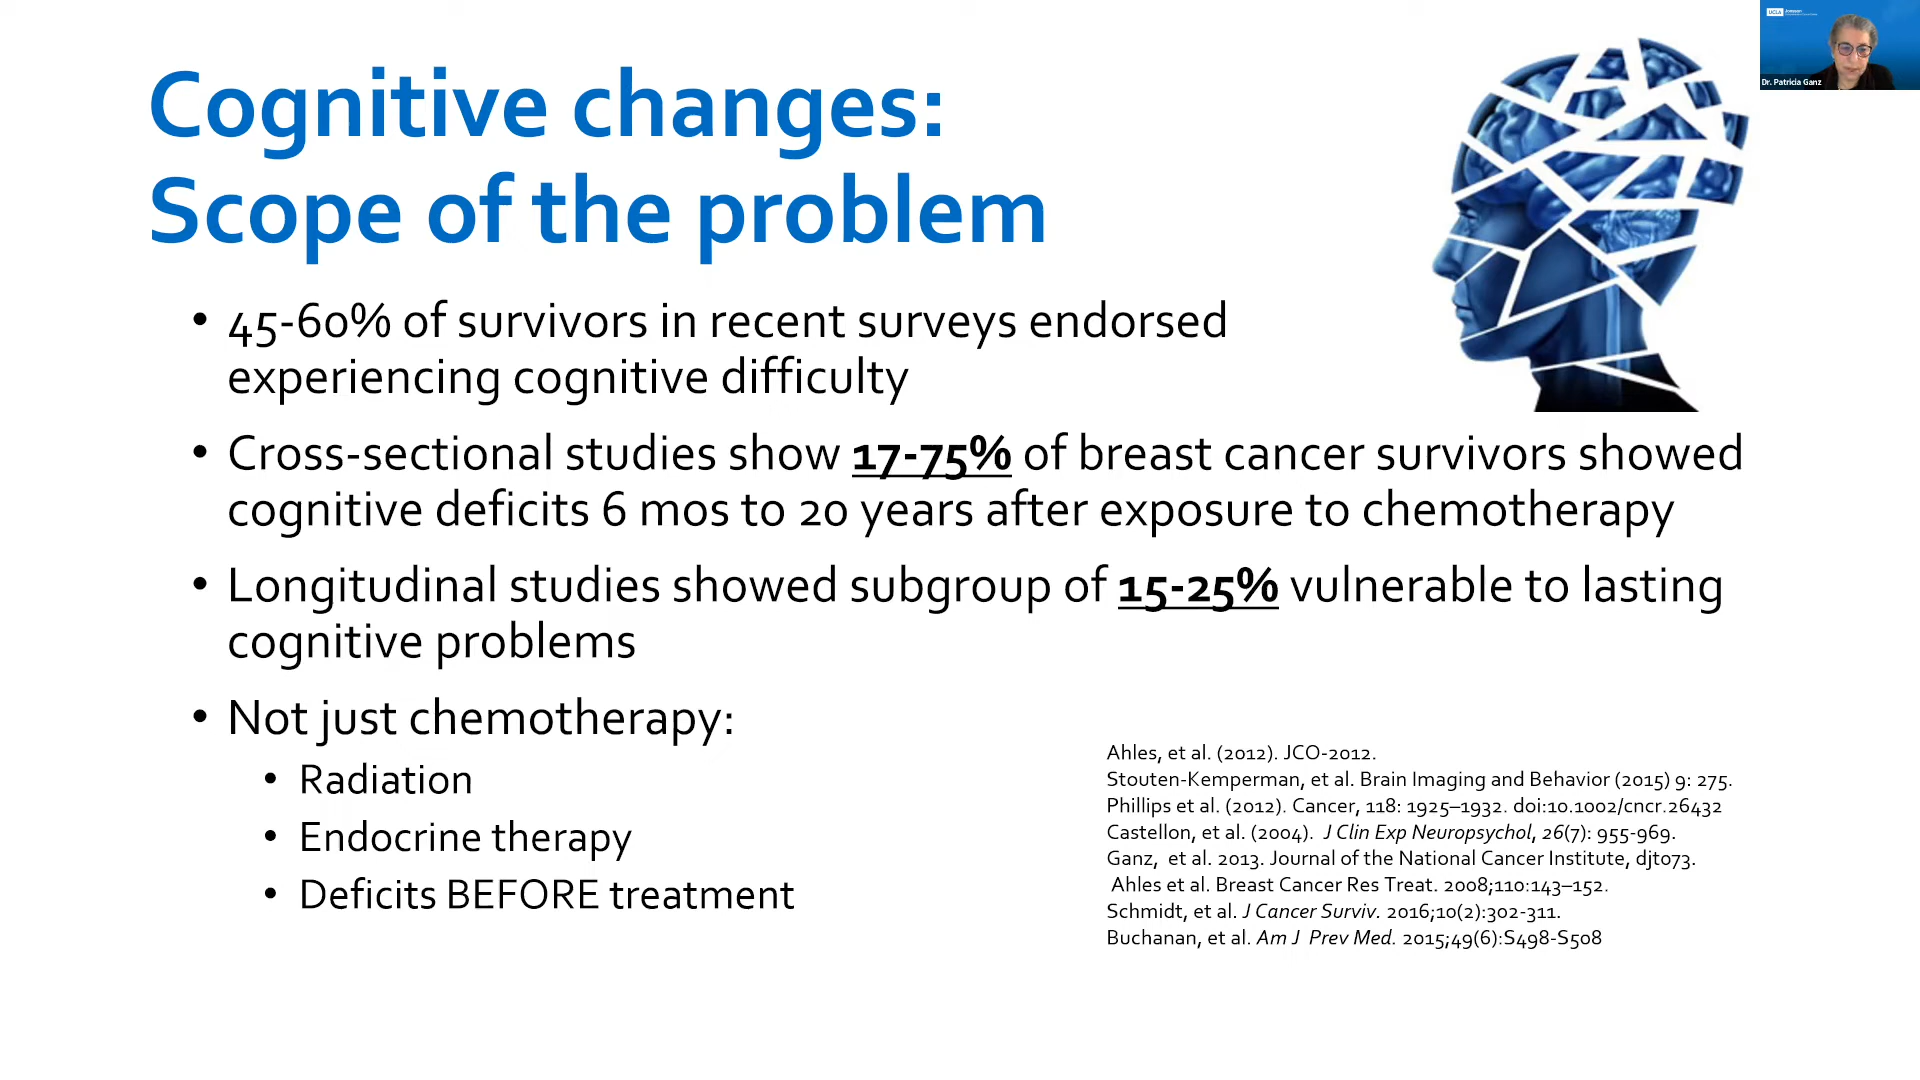 Cognitive changes:
Scope of the problem
UCLA
Dr. Patricia Ganz
• 45-60% of survivors in recent surveys endorsed
experiencing cognitive difficulty
• Cross-sectional studies show 17-75% of breast cancer survivors showed
cognitive deficits 6 mos to 20 years after exposure to chemotherapy
• Longitudinal studies showed subgroup of 15-25% vulnerable to lasting
cognitive problems
• Not just chemotherapy:
• Radiation
• Endocrine therapy
• Deficits BEFORE treatment
Ahles, et al. (2012). JCO-2012.
Stouten-Kemperman, et al. Brain Imaging and Behavior (2015) 9: 275.
Phillips et al. (2012). Cancer, 118: 1925–1932. doi:10.1002/cncr.26432
Castellon, et al. (2004). J Clin Exp Neuropsychol, 26(7): 955-969.
Ganz, et al. 2013. Journal of the National Cancer Institute, djt073.
Ahles et al. Breast Cancer Res Treat. 2008;110:143–152.
Schmidt, et al. J Cancer Surviv. 2016;10(2):302-311.
Buchanan, et al. Am J Prev Med. 2015;49(6):S498-S508